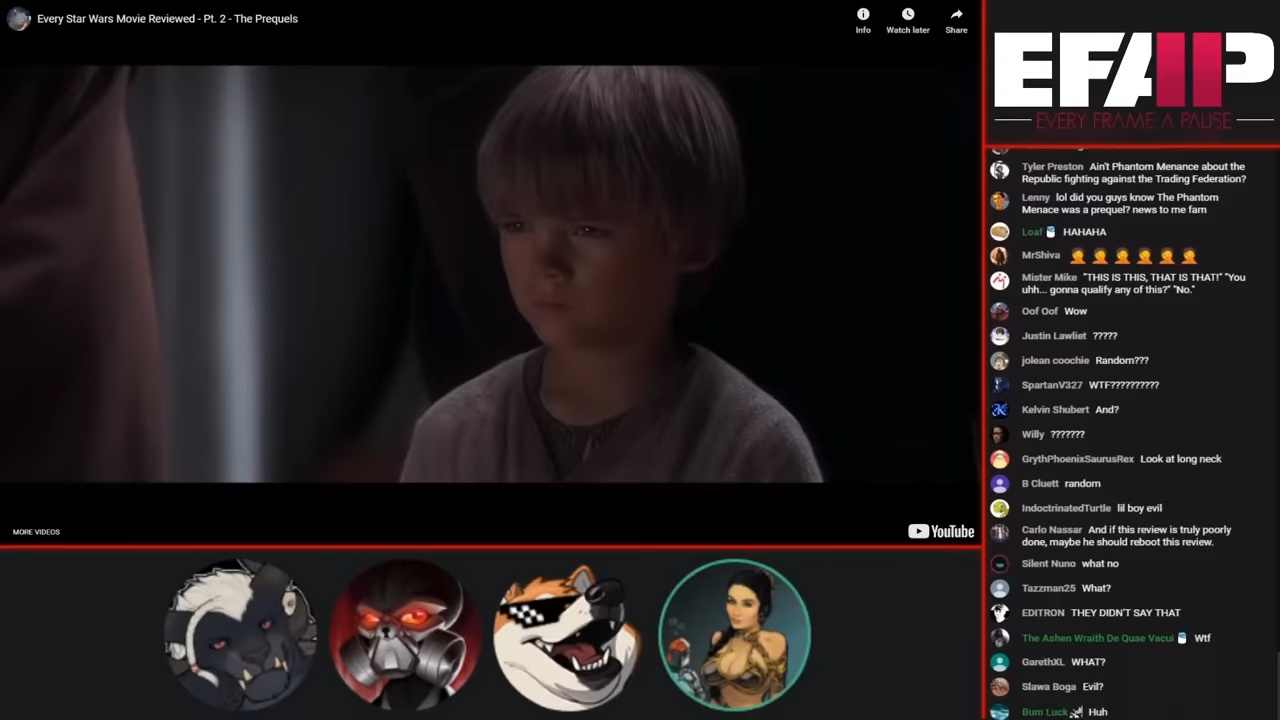 Every Star Wars Movie Reviewed - Pt. 2 - The Prequels
Info
Watch later
Share
MORE VIDEOS
YouTube
EFAP
EVERY FRAME A PAUSE
Tyler Preston Ain't Phantom Menance about the
Republic fighting against the Trading Federation?
Lenny lol did you guys know The Phantom
Menace was a prequel? news to me fam
Loaf HAHAHA
MrShiva 🤦 🤦 🤦 🤦 🤦 🤦
Mister Mike "THIS IS THIS, THAT IS THAT!" "You
uhh... gonna qualify any of this?" "No."
Oof Oof Wow
Justin Lawliet ?????
jolean coochie Random???
SpartanV327 WTF??????????
Kelvin Shubert And?
Willy ???????
GrythPhoenixSaurusRex Look at long neck
B Cluett random
IndoctrinatedTurtle lil boy evil
Carlo Nassar And if this review is truly poorly
done, maybe he should reboot this review.
Silent Nuno what no
Tazzman25 What?
EDITRON THEY DIDN'T SAY THAT
The Ashen Wraith De Quae Vacui Wtf
GarethXL WHAT?
Slawa Boga Evil?
Bum Luck Huh